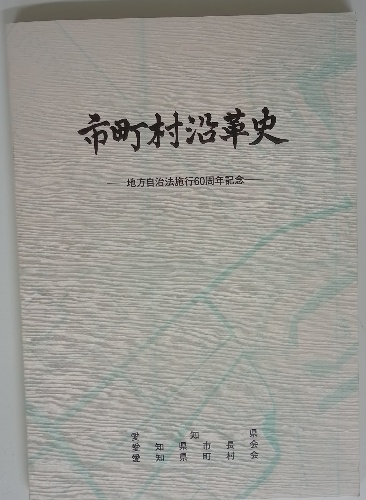 市町村沿革史
―地方自治法施行60周年記念―
愛知県
愛知県市長会
愛知県町村会